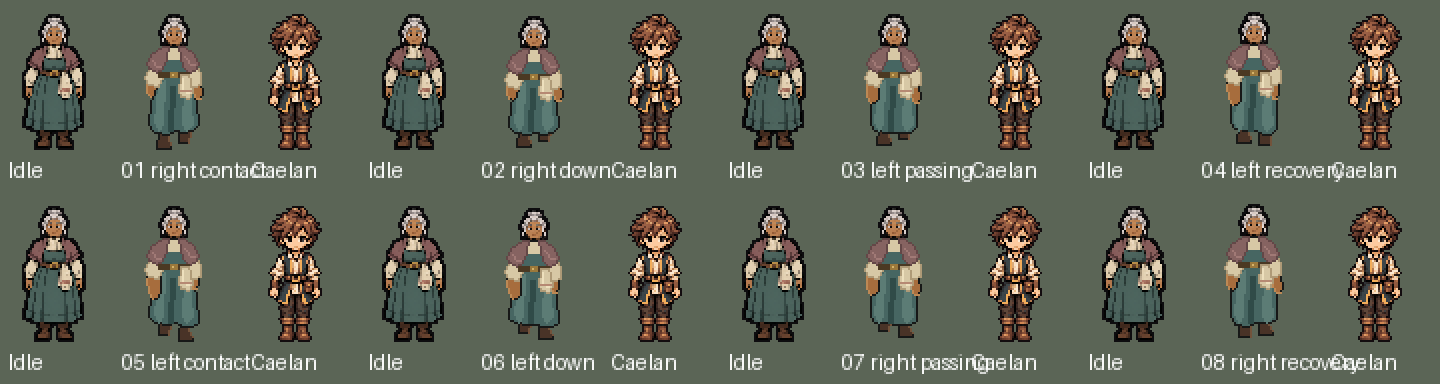 Idle 01 right contact Caelan Idle 02 right down Caelan Idle 03 left passing Caelan Idle 04 left recovery Caelan
Idle 05 left contact Caelan Idle 06 left down Caelan Idle 07 right passing Caelan Idle 08 right recovery Caelan